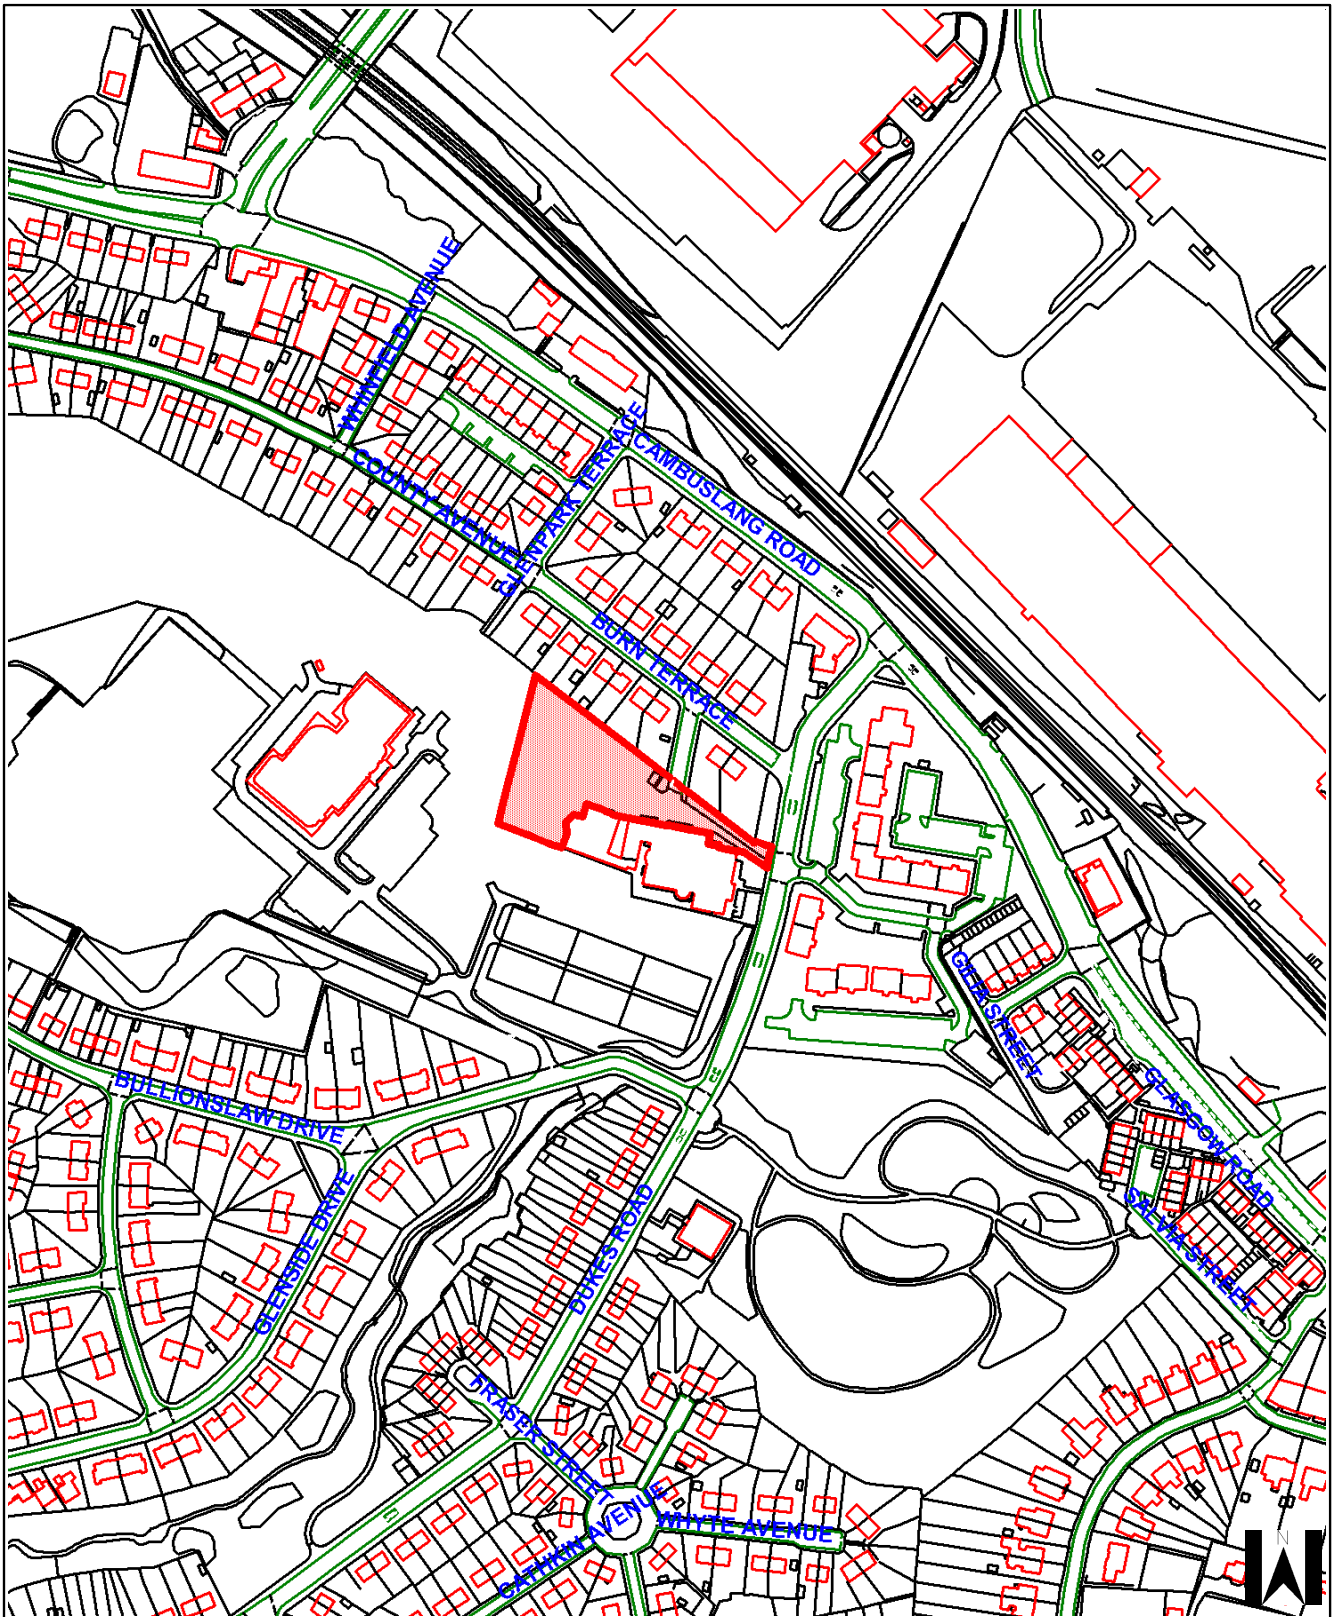 WHINFIELD AVENUE
COUNTY AVENUE
GLENPARK TERRACE
CAMBUSLANG ROAD
BURN TERRACE
GILIA STREET
GLASGOW ROAD
SALVIA STREET
BULLIONSLAW DRIVE
GLENSIDE DRIVE
DUKES ROAD
FRASER STREET
CATHKIN AVENUE
WHYTE AVENUE
N